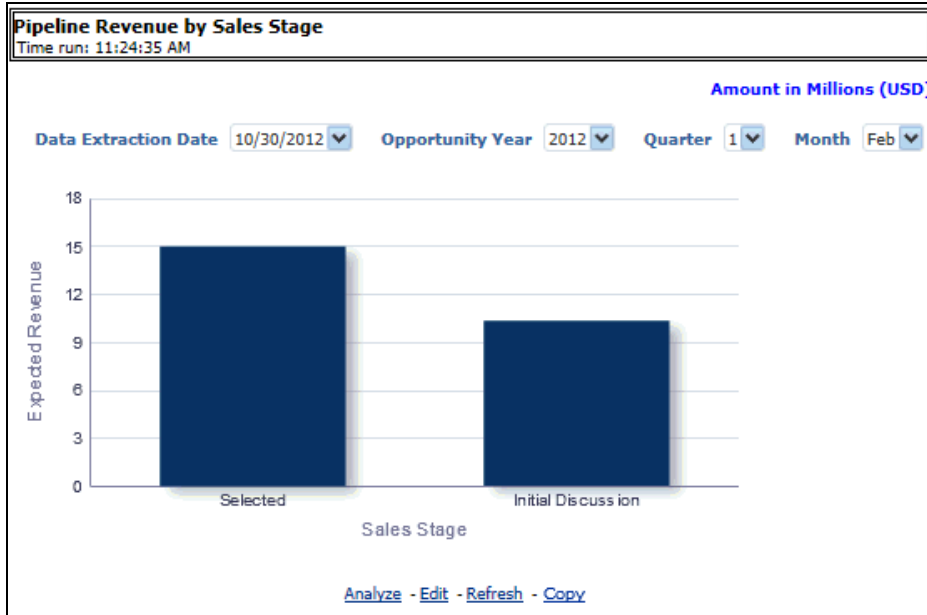 Pipeline Revenue by Sales Stage
Time run: 11:24:35 AM
Amount in Millions (USD)
Data Extraction Date 10/30/2012 Opportunity Year 2012 Quarter 1 Month Feb
18
15
12
9
6
3
0
Expected Revenue
Selected Initial Discussion
Sales Stage
Analyze - Edit - Refresh - Copy